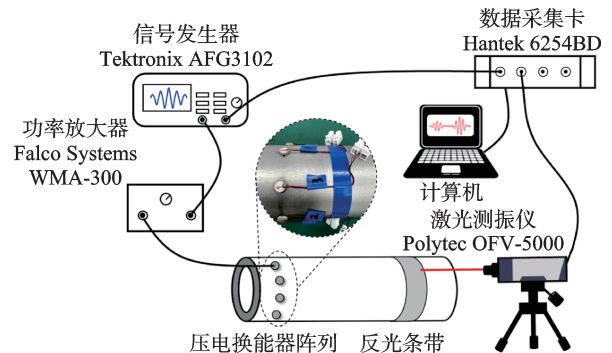 信号发生器
Tektronix AFG3102
数据采集卡
Hantek 6254BD
功率放大器
Falco Systems
WMA-300
计算机
激光测振仪
Polytec OFV-5000
压电换能器阵列
反光条带